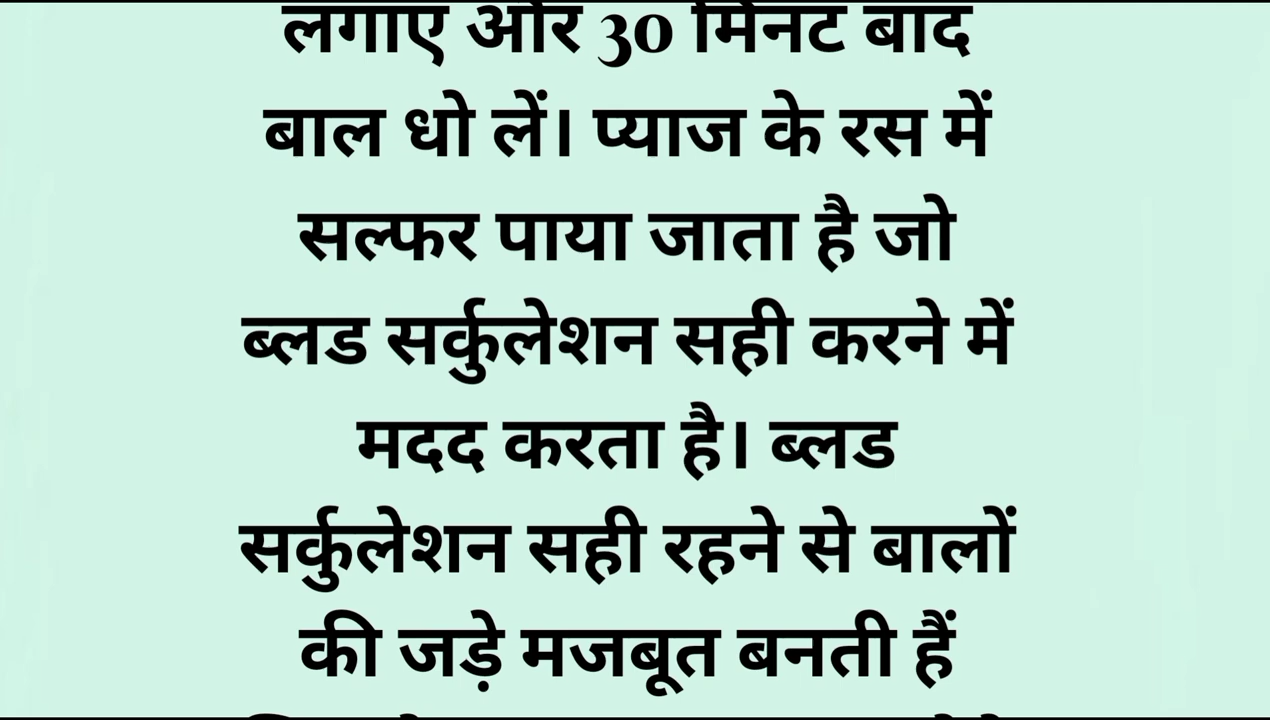 लगाए और 30 मिनट बाद
बाल धो लें। प्याज के रस में
सल्फर पाया जाता है जो
ब्लड सर्कुलेशन सही करने में
मदद करता है। ब्लड
सर्कुलेशन सही रहने से बालों
की जड़े मजबूत बनती हैं